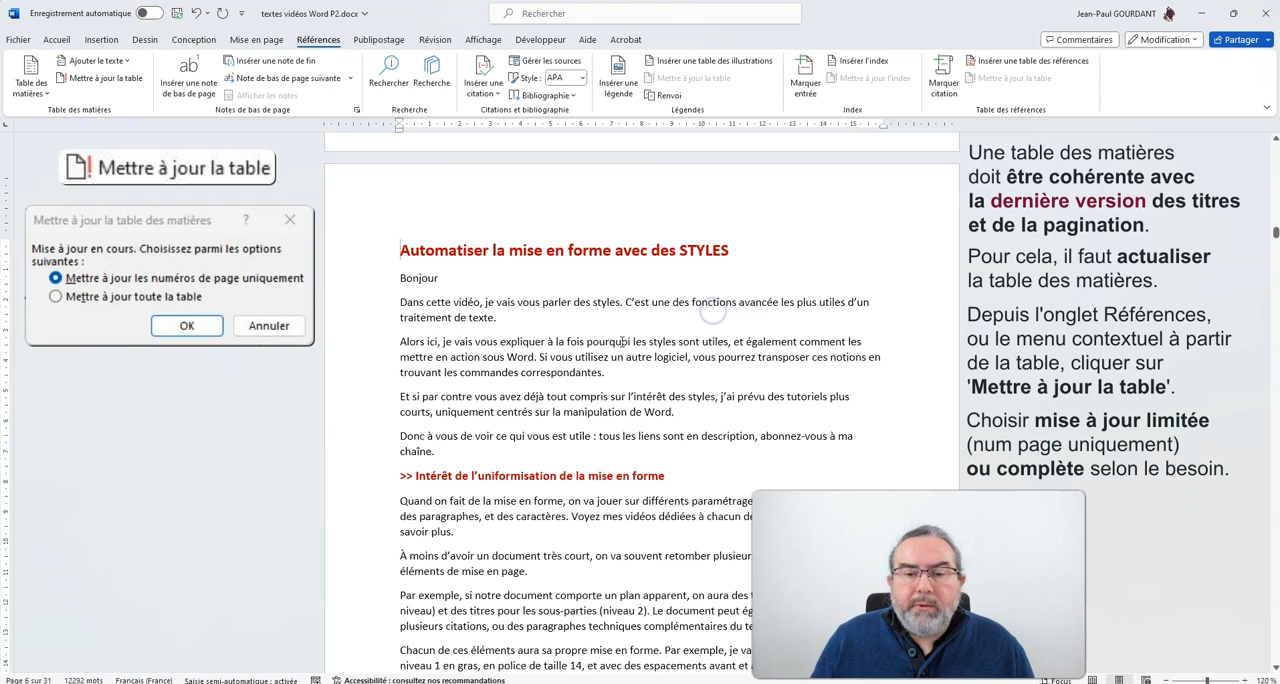 Enregistrement automatique
textes vidéos Word P2.docx
Rechercher
Jean-Paul GOURDANT
Fichier Accueil Insertion Dessin Conception Mise en page Références Publipostage Révision Affichage Développeur Aide Acrobat
Commentaires Modification Partager
Table des matières
Ajouter le texte
Mettre à jour la table
Table des matières
Insérer une note de bas de page
Insérer une note de fin
Note de bas de page suivante
Afficher les notes
Notes de bas de page
Rechercher Recherche
Recherche
Insérer une citation
Gérer les sources
Style : APA
Bibliographie
Citations et bibliographie
Insérer une légende
Insérer une table des illustrations
Mettre à jour la table
Renvoi
Légendes
Marquer entrée
Insérer l'index
Mettre à jour l'index
Index
Marquer citation
Insérer une table des références
Mettre à jour la table
Table des références
Mettre à jour la table
Mettre à jour la table des matières ?
Mise à jour en cours. Choisissez parmi les options
suivantes :
Mettre à jour les numéros de page uniquement
Mettre à jour toute la table
OK Annuler
Automatiser la mise en forme avec des STYLES
Bonjour
Dans cette vidéo, je vais vous parler des styles. C'est une des fonctions avancée les plus utiles d'un
traitement de texte.
Alors ici, je vais vous expliquer à la fois pourquoi les styles sont utiles, et également comment les
mettre en action sous Word. Si vous utilisez un autre logiciel, vous pourrez transposer ces notions en
trouvant les commandes correspondantes.
Et si par contre vous avez déjà tout compris sur l'intérêt des styles, j'ai prévu des tutoriels plus
courts, uniquement centrés sur la manipulation de Word.
Donc à vous de voir ce qui vous est utile : tous les liens sont en description, abonnez-vous à ma
chaîne.
>> Intérêt de l'uniformisation de la mise en forme
Quand on fait de la mise en forme, on va jouer sur différents paramétrage
des paragraphes, et des caractères. Voyez mes vidéos dédiées à chacun de
savoir plus.
À moins d'avoir un document très court, on va souvent retomber plusieur
éléments de mise en page.
Par exemple, si notre document comporte un plan apparent, on aura des t
niveau) et des titres pour les sous-parties (niveau 2). Le document peut ég
plusieurs citations, ou des paragraphes techniques complémentaires du te
Chacun de ces éléments aura sa propre mise en forme. Par exemple, je va
niveau 1 en gras, en police de taille 14, et avec des espacements avant et a
Une table des matières
doit être cohérente avec
la dernière version des titres
et de la pagination.
Pour cela, il faut actualiser
la table des matières.
Depuis l'onglet Références,
ou le menu contextuel à partir
de la table, cliquer sur
'Mettre à jour la table'.
Choisir mise à jour limitée
(num page uniquement)
ou complète selon le besoin.
Page 6 sur 31 12292 mots Français (France) Saisie semi-automatique : activée Accessibilité : consultez nos recommandations Focus 120 %